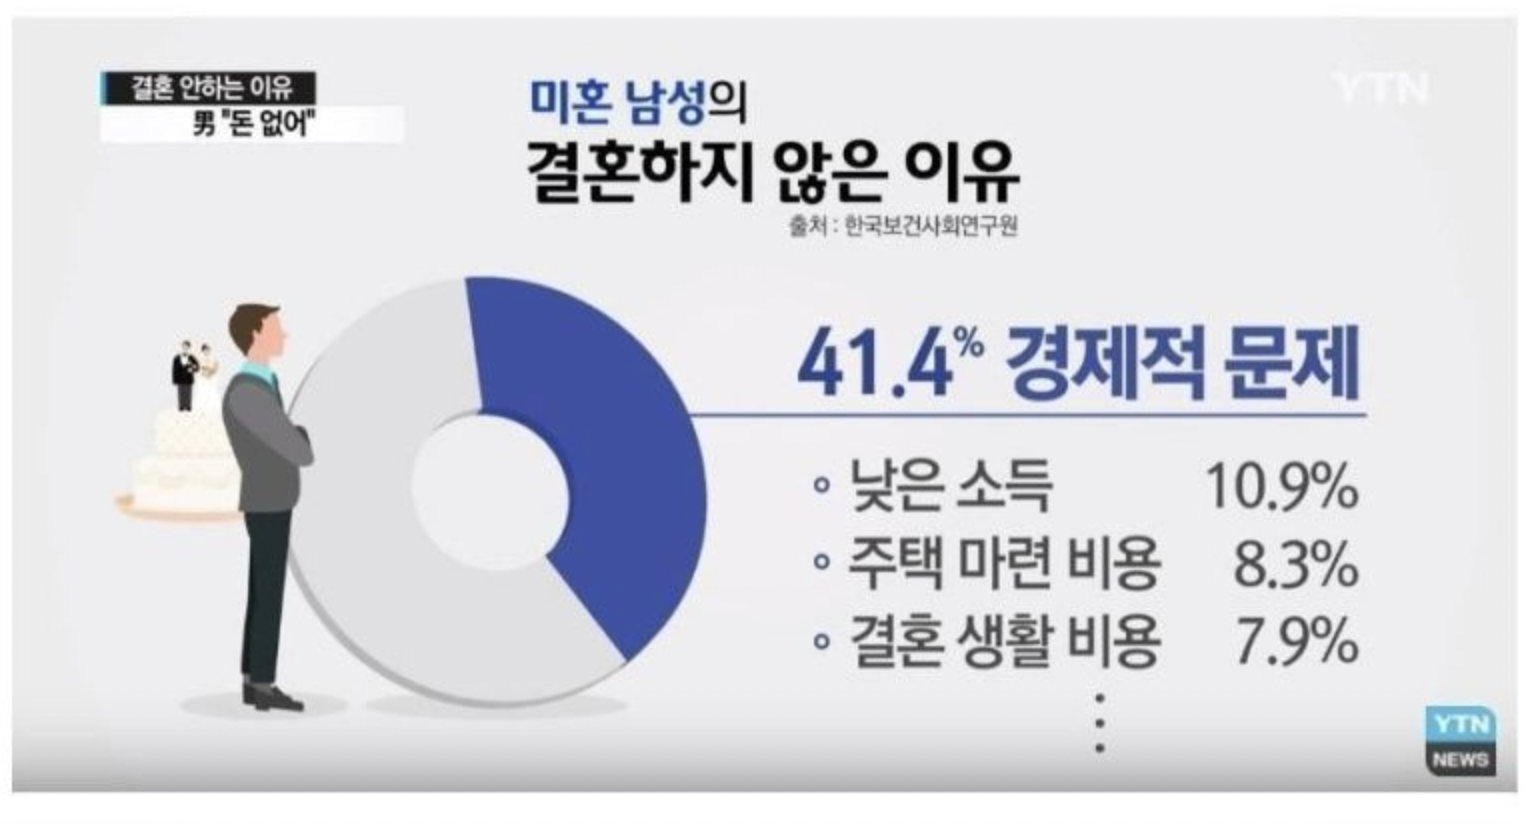 결혼 안하는 이유
男 "돈 없어"
미혼 남성의
결혼하지 않은 이유
출처 : 한국보건사회연구원
YTN
41.4% 경제적 문제
낮은 소득 10.9%
주택 마련 비용 8.3%
결혼 생활 비용 7.9%
YTN
NEWS